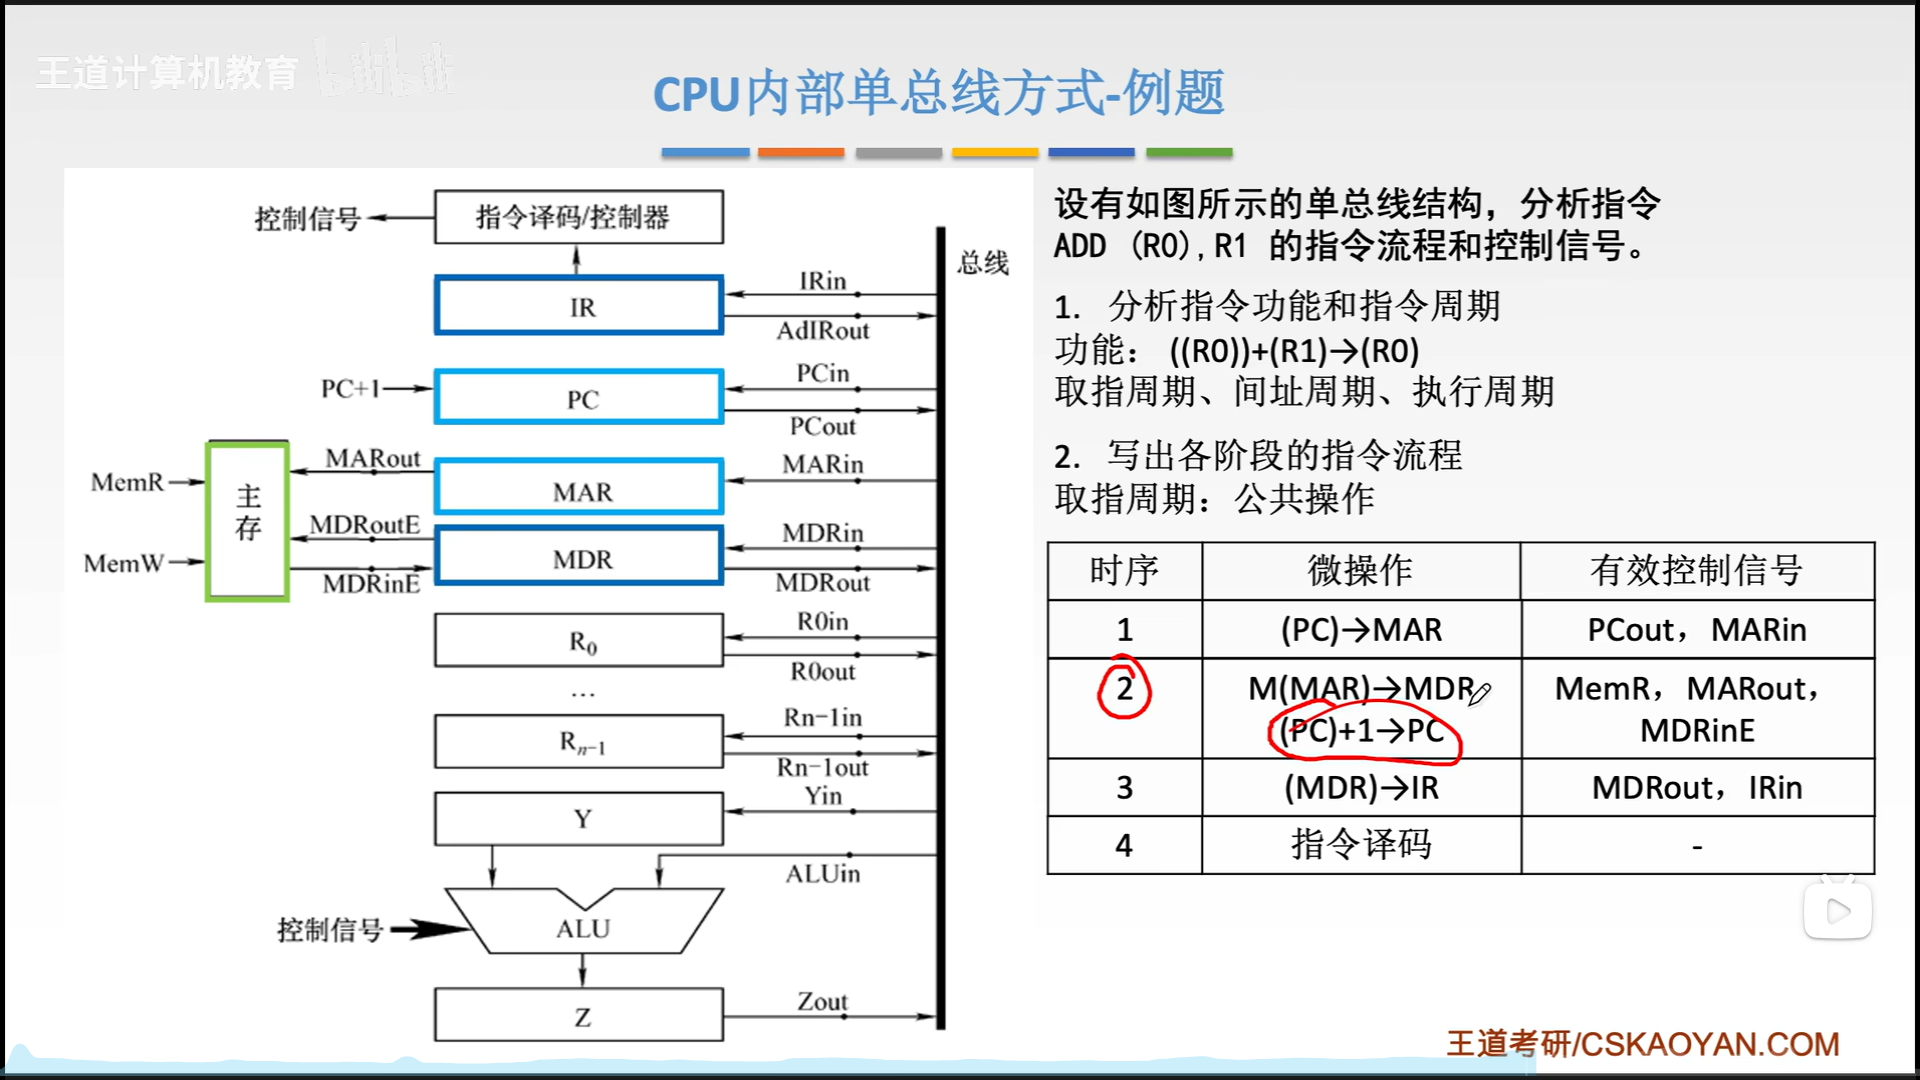 王道计算机教育 bilibili
CPU内部单总线方式-例题
控制信号
指令译码/控制器
总线
IRin
IR
AdIRout
PC+1
PC
PCin
PCout
MARout
MAR
MARin
MemR
主存
MDRoutE
MDR
MDRin
MemW
MDRinE
MDRout
R0in
R0
R0out
…
Rn-1in
Rn-1
Rn-1out
Yin
Y
ALUin
控制信号
ALU
Zout
Z
设有如图所示的单总线结构，分析指令
ADD (R0),R1 的指令流程和控制信号。
1. 分析指令功能和指令周期
功能： ((R0))+(R1)→(R0)
取指周期、间址周期、执行周期
2. 写出各阶段的指令流程
取指周期：公共操作
时序 微操作 有效控制信号
1 (PC)→MAR PCout，MARin
2 M(MAR)→MDR MemR，MARout，
(PC)+1→PC MDRinE
3 (MDR)→IR MDRout，IRin
4 指令译码 -
王道考研/CSKAOYAN.COM